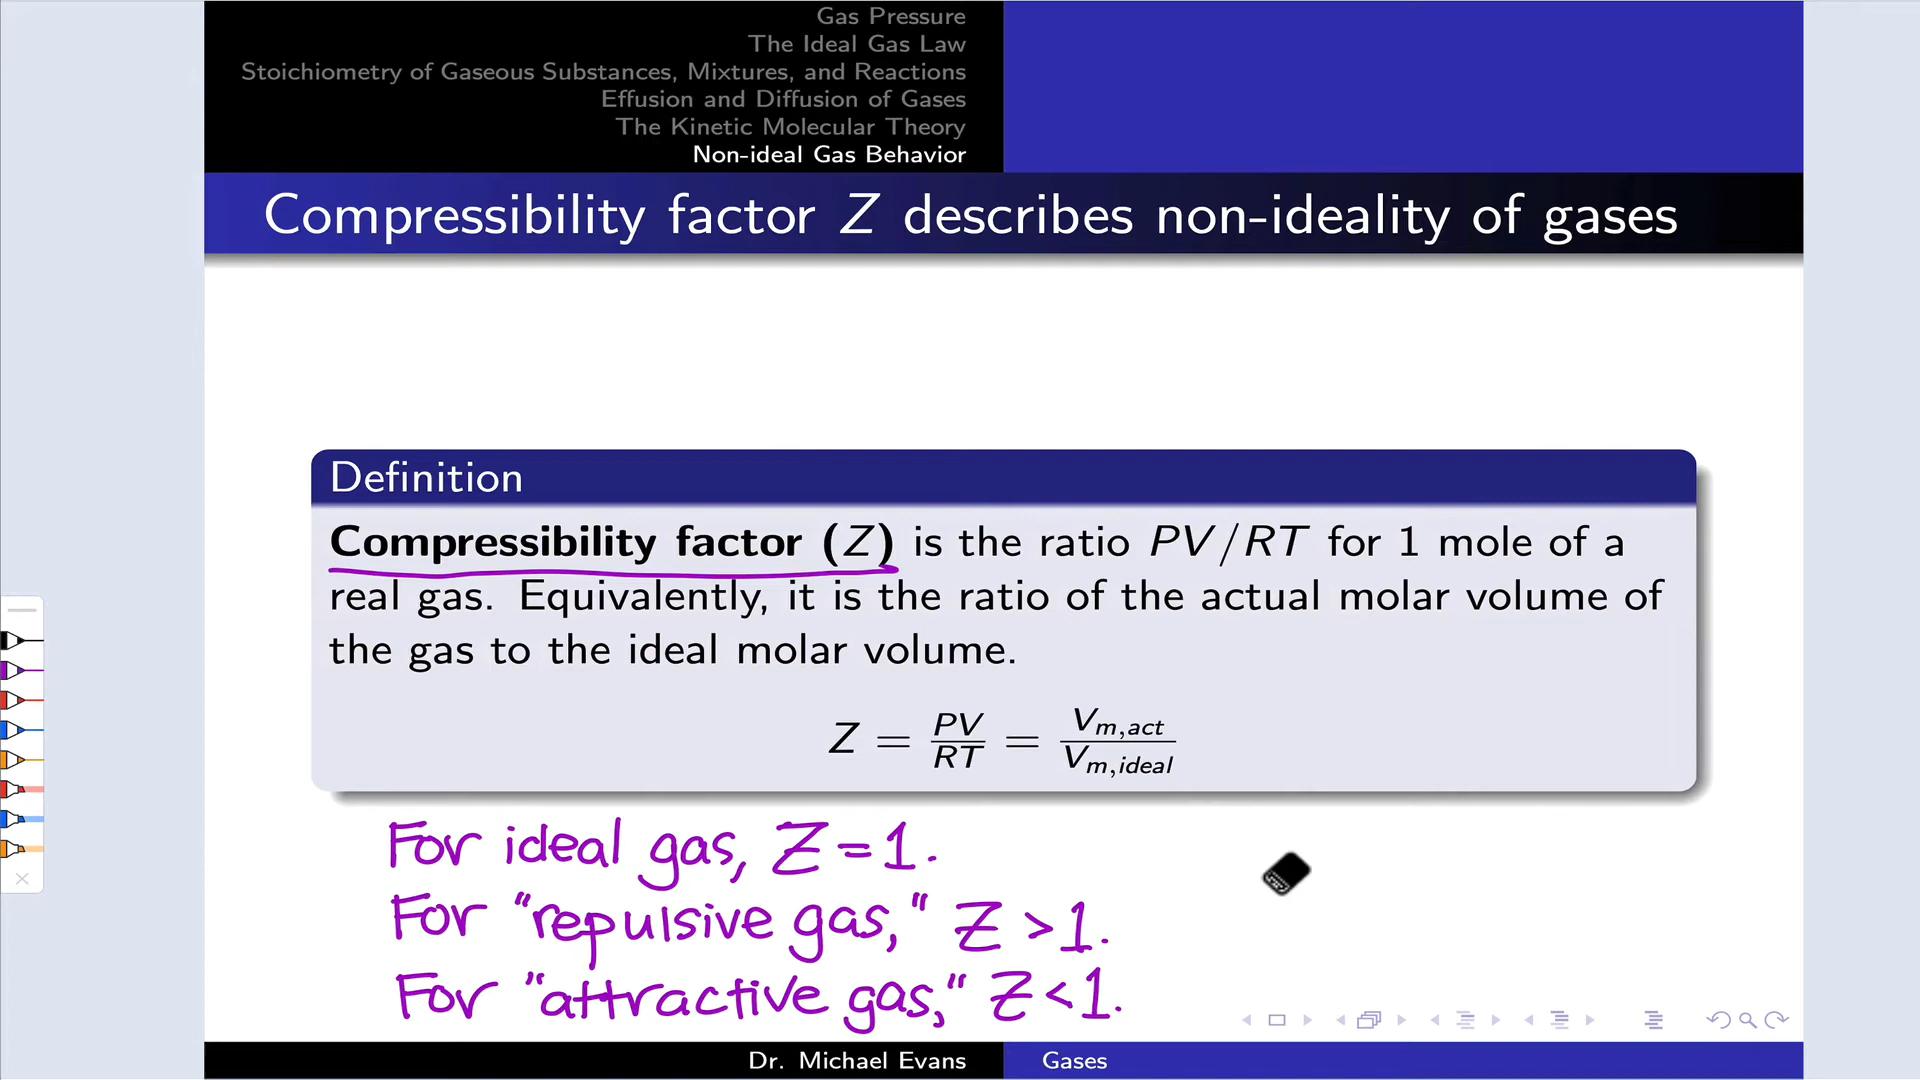 Gas Pressure
The Ideal Gas Law
Stoichiometry of Gaseous Substances, Mixtures, and Reactions
Effusion and Diffusion of Gases
The Kinetic Molecular Theory
Non-ideal Gas Behavior
Compressibility factor Z describes non-ideality of gases
Definition
Compressibility factor (Z) is the ratio PV/RT for 1 mole of a
real gas. Equivalently, it is the ratio of the actual molar volume of
the gas to the ideal molar volume.
Z = PV/RT = V_m,act/V_m,ideal
For ideal gas, Z = 1.
For "repulsive gas," Z > 1.
For "attractive gas," Z < 1.
Dr. Michael Evans
Gases